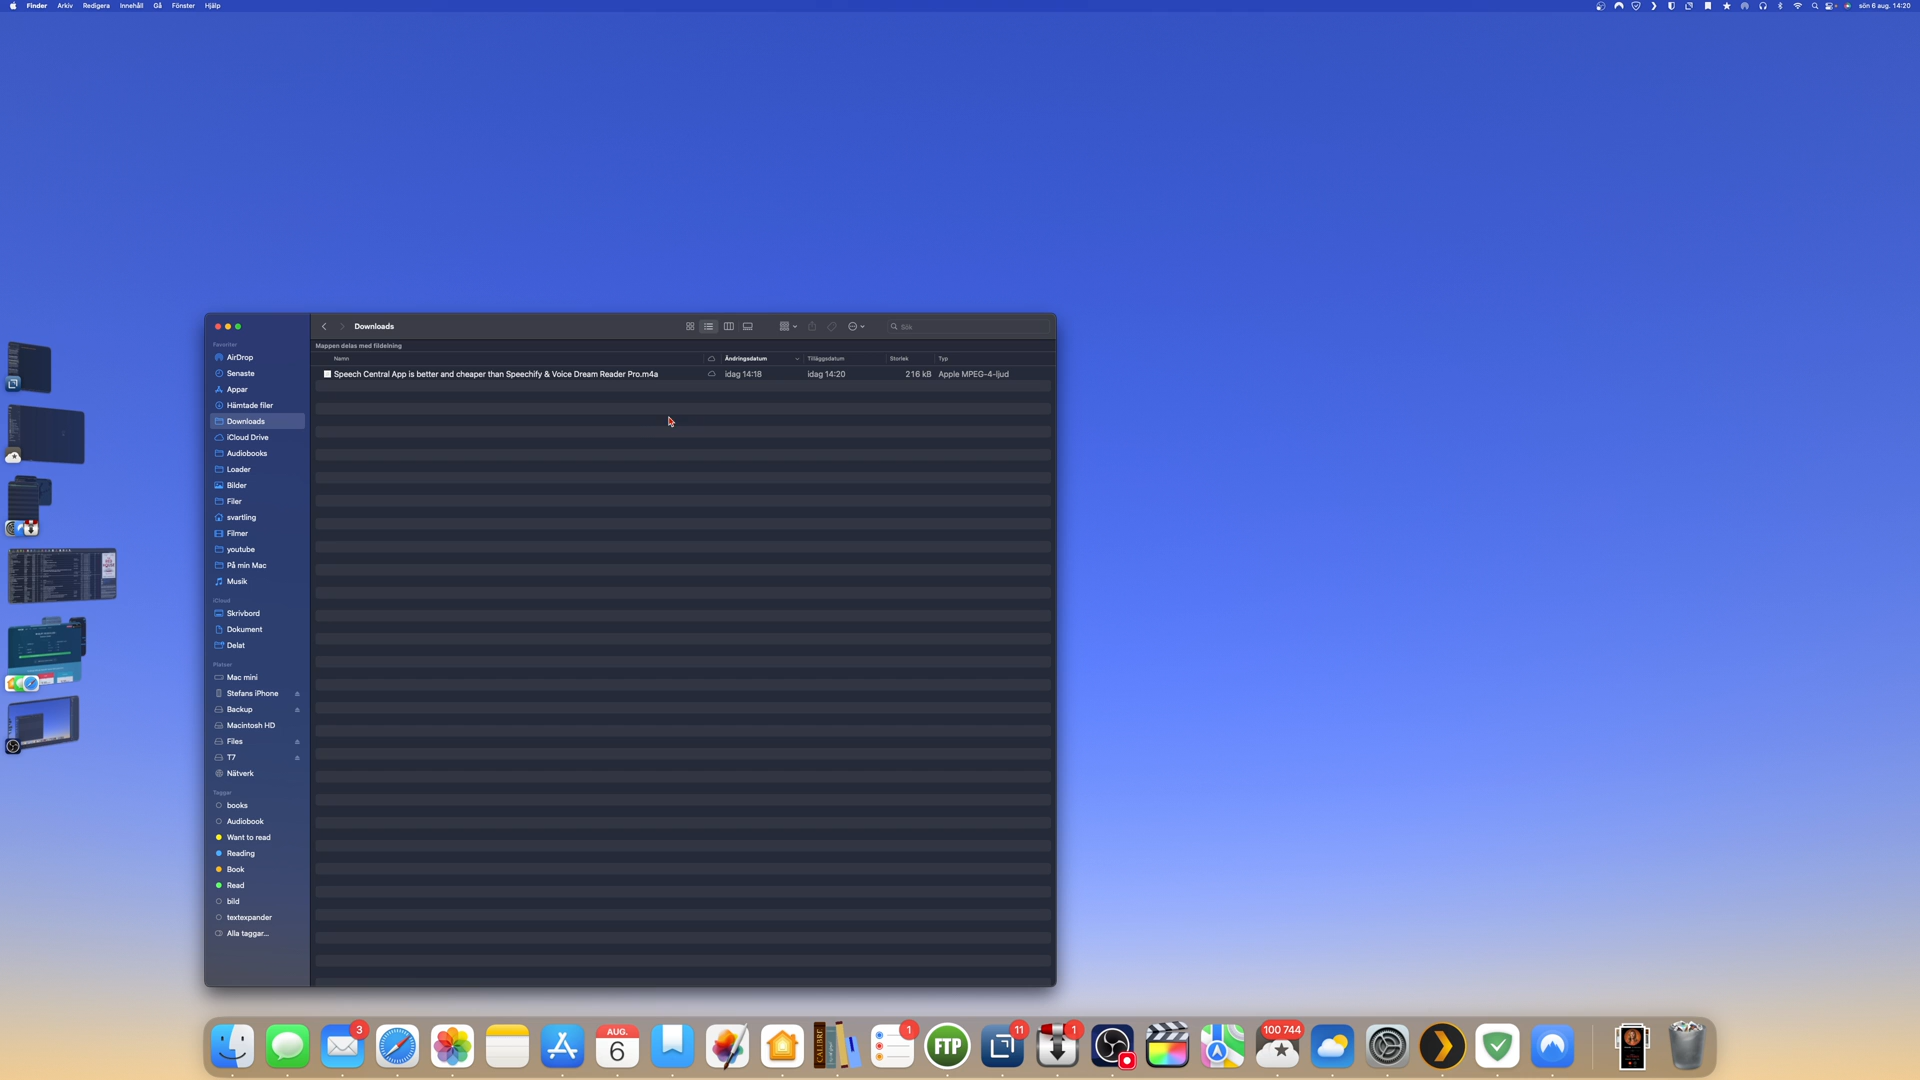 Finder Arkiv Redigera Innehåll Gå Fönster Hjälp
sön 6 aug. 14:20
Downloads
Sök
Mappen delas med fildelning
Namn Ändringsdatum Tilläggsdatum Storlek Typ
Speech Central App is better and cheaper than Speechify & Voice Dream Reader Pro.m4a idag 14:18 idag 14:20 216 kB Apple MPEG-4-ljud
Favoriter
AirDrop
Senaste
Appar
Hämtade filer
Downloads
iCloud Drive
Audiobooks
Loader
Bilder
Filer
svartling
Filmer
youtube
På min Mac
Musik
iCloud
Skrivbord
Dokument
Delat
Platser
Mac mini
Stefans iPhone
Backup
Macintosh HD
Files
T7
Nätverk
Taggar
books
Audiobook
Want to read
Reading
Book
Read
bild
textexpander
Alla taggar...
3
AUG.
6
CALIBRE
1
FTP
11
1
100 744